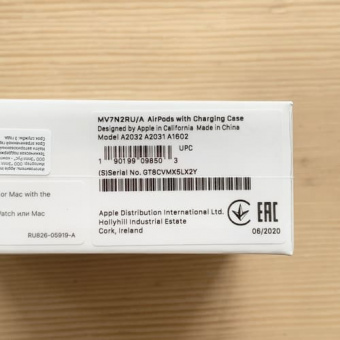 MV7N2RU/A AirPods with Charging Case
Designed by Apple in California Made in China
Model A2032 A2031 A1602
UPC
1 90199 09850 3
(S)Serial No. GT8CVMX5LX2Y
Apple Distribution International Ltd.
Hollyhill Industrial Estate
Cork, Ireland
EAC
06/2020
or Mac with the
Watch или Mac
RU626-05919-A